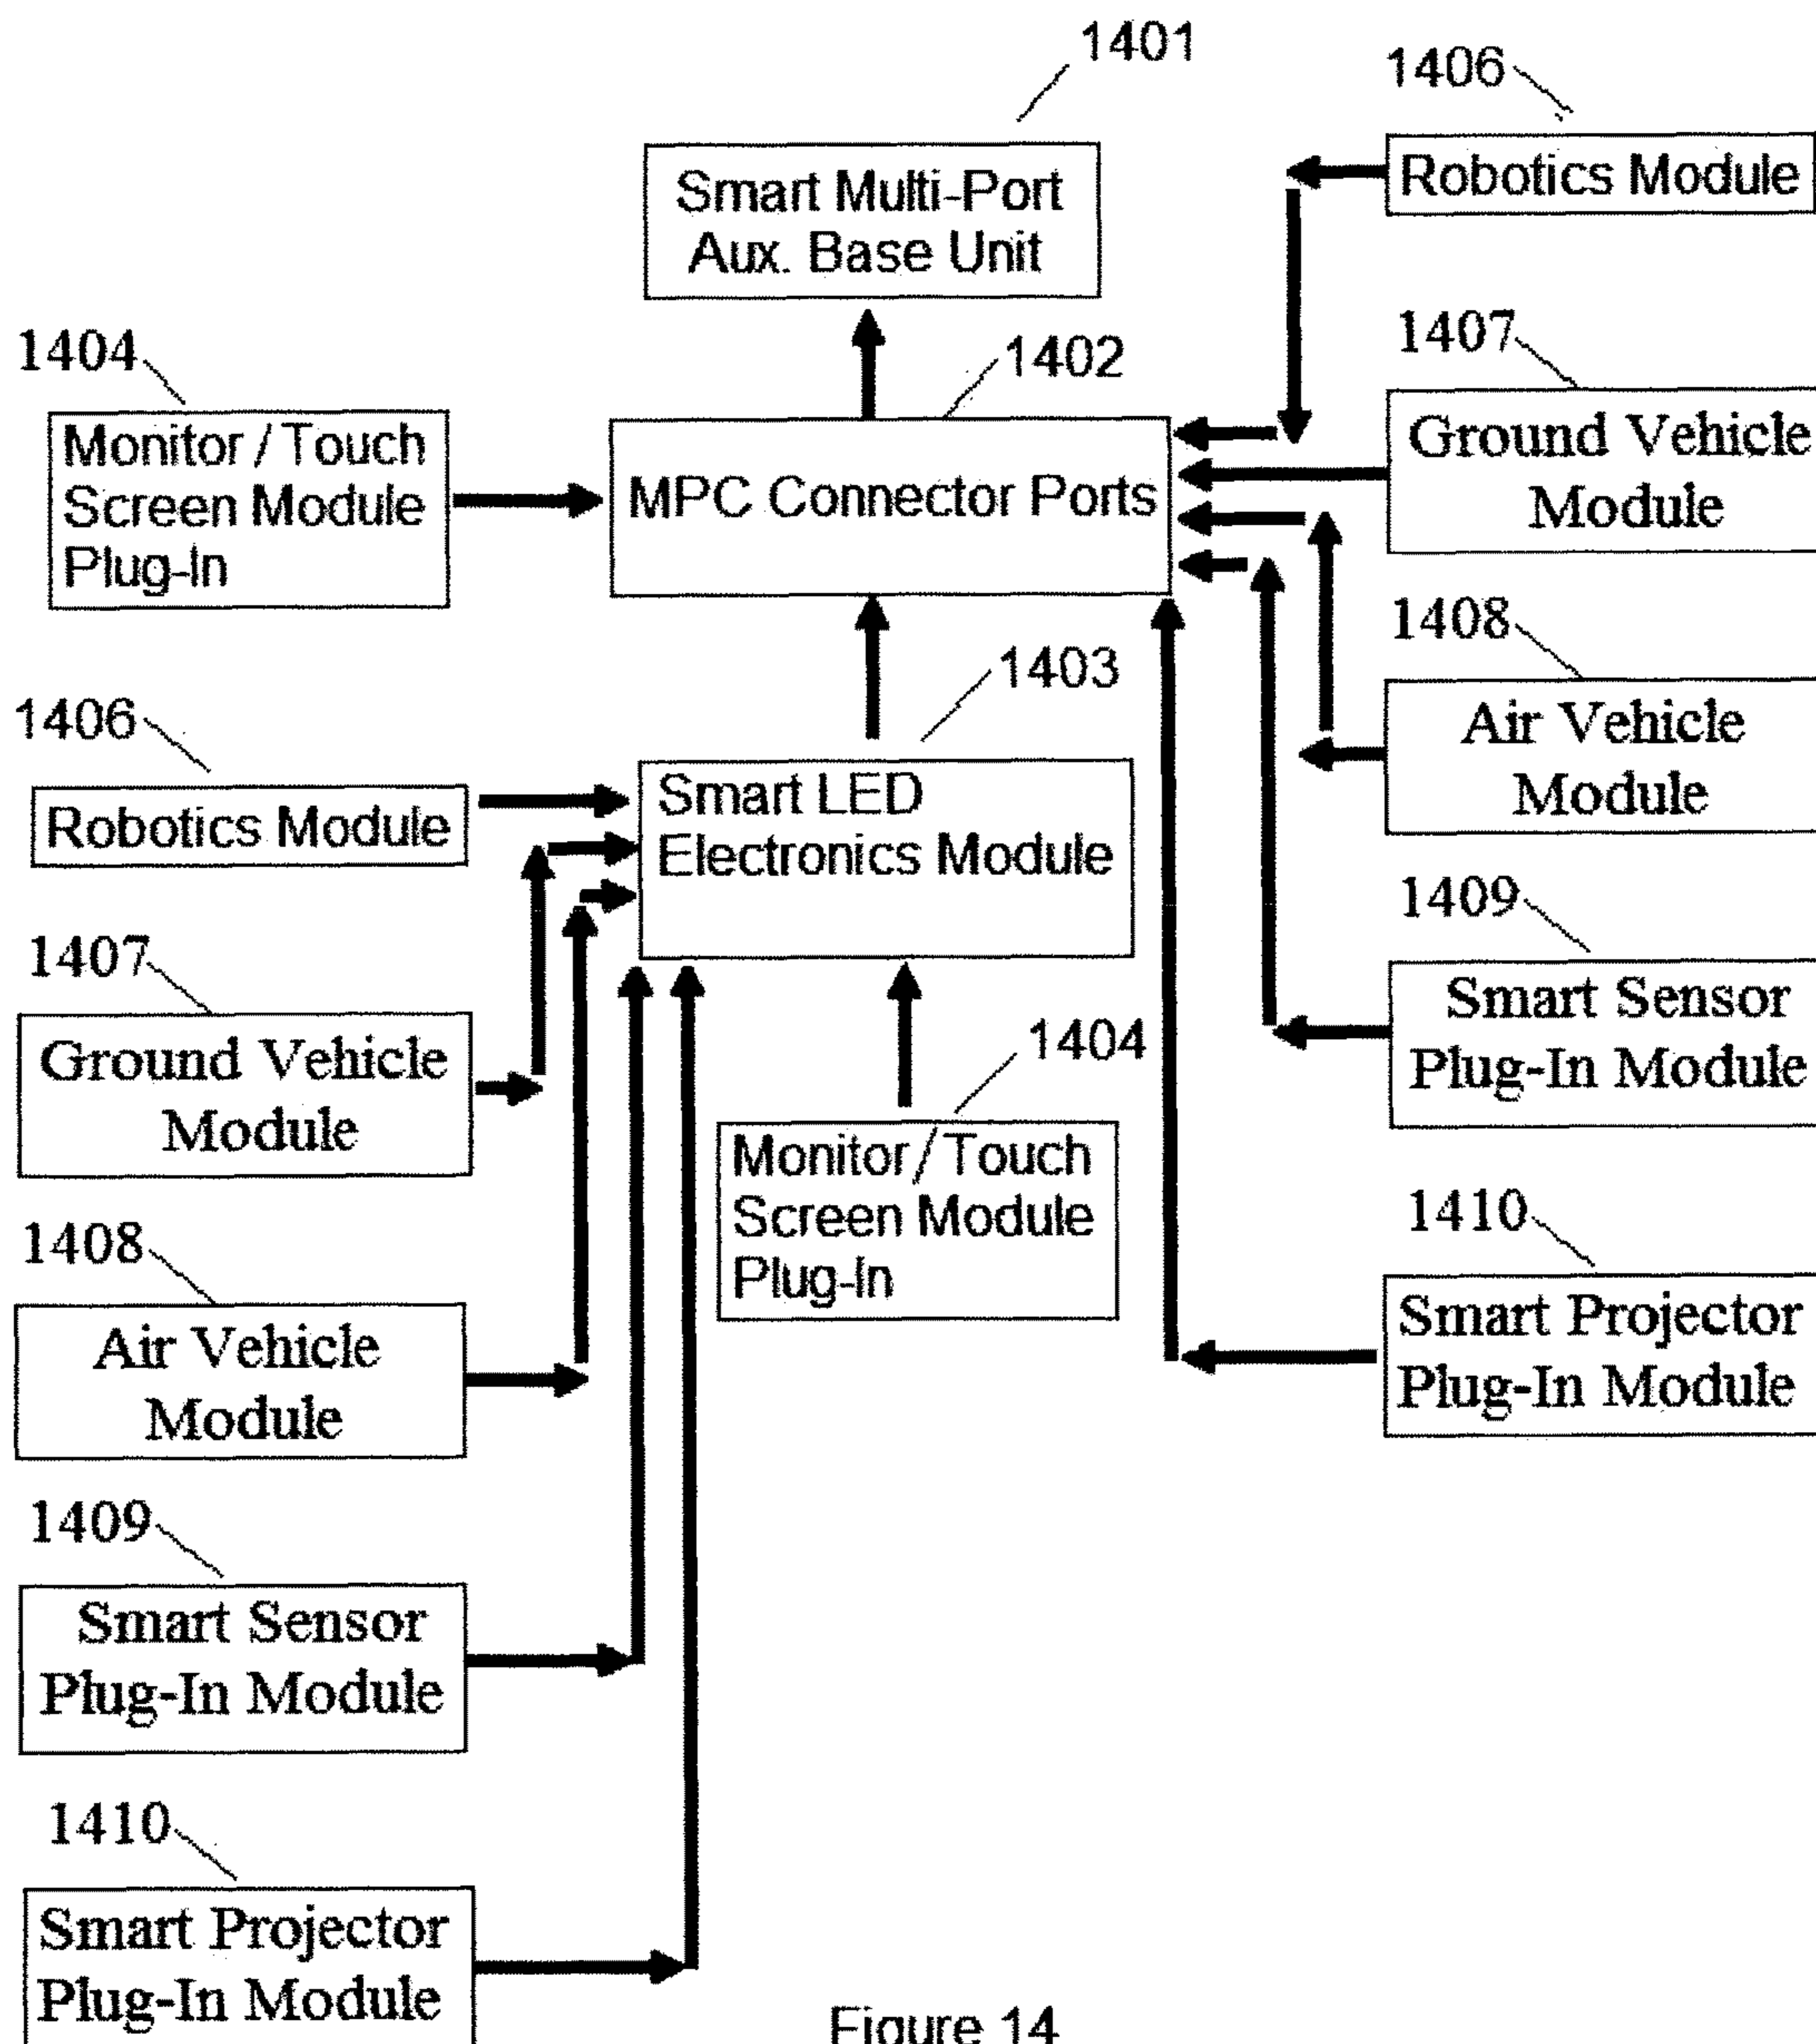 1401
1406
Smart Multi-Port
Aux. Base Unit
Robotics Module
1404
1402
1407
Monitor / Touch
Screen Module
Plug-In
MPC Connector Ports
Ground Vehicle
Module
1403
1408
1406
Robotics Module
Smart LED
Electronics Module
Air Vehicle
Module
1407
1409
Ground Vehicle
Module
1404
Smart Sensor
Plug-In Module
Monitor / Touch
Screen Module
Plug-In
1408
1410
Air Vehicle
Module
Smart Projector
Plug-In Module
1409
Smart Sensor
Plug-In Module
1410
Smart Projector
Plug-In Module
Figure 14